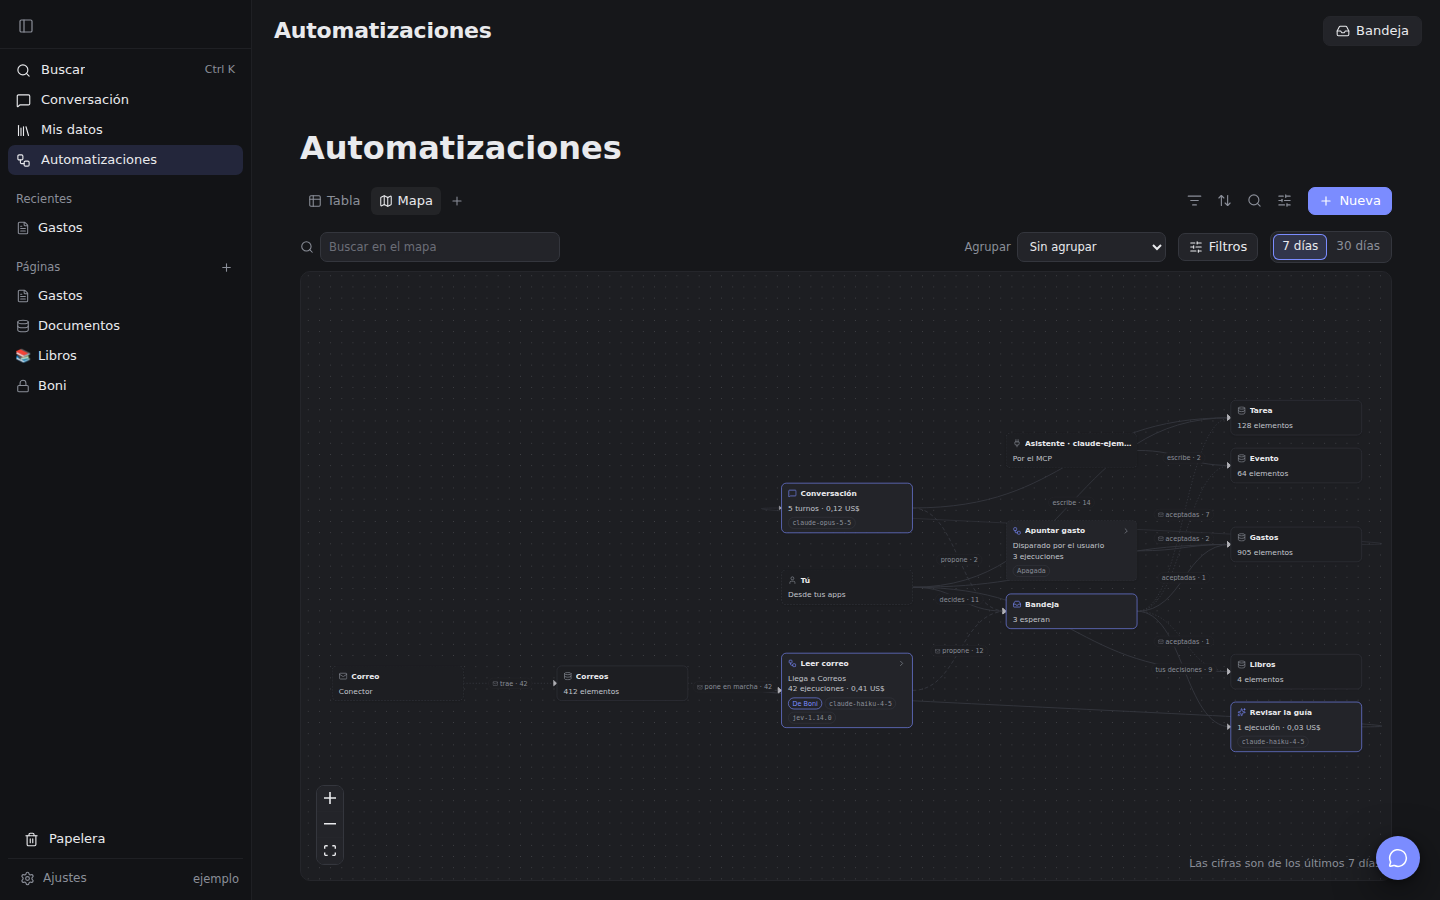 Automatizaciones
Bandeja
Buscar
Ctrl K
Conversación
Mis datos
Automatizaciones
Recientes
Gastos
Páginas
Gastos
Documentos
Libros
Boni
Papelera
Ajustes
ejemplo
Automatizaciones
Tabla
Mapa
Nueva
Buscar en el mapa
Agrupar
Sin agrupar
Filtros
7 días
30 días
Correo
Conector
trae · 42
Correos
412 elementos
pone en marcha · 42
Conversación
5 turnos · 0,12 US$
claude-opus-5-5
Tú
Desde tus apps
Leer correo
Llega a Correos
42 ejecuciones · 0,41 US$
De Boni
claude-haiku-4-5
jev-1.14.0
propone · 2
decides · 11
propone · 12
Asistente · claude-ejem…
Por el MCP
escribe · 14
Apuntar gasto
Disparado por el usuario
3 ejecuciones
Apagada
Bandeja
3 esperan
escribe · 2
aceptadas · 7
aceptadas · 2
aceptadas · 1
aceptadas · 1
tus decisiones · 9
Tarea
128 elementos
Evento
64 elementos
Gastos
905 elementos
Libros
4 elementos
Revisar la guía
1 ejecución · 0,03 US$
claude-haiku-4-5
Las cifras son de los últimos 7 días